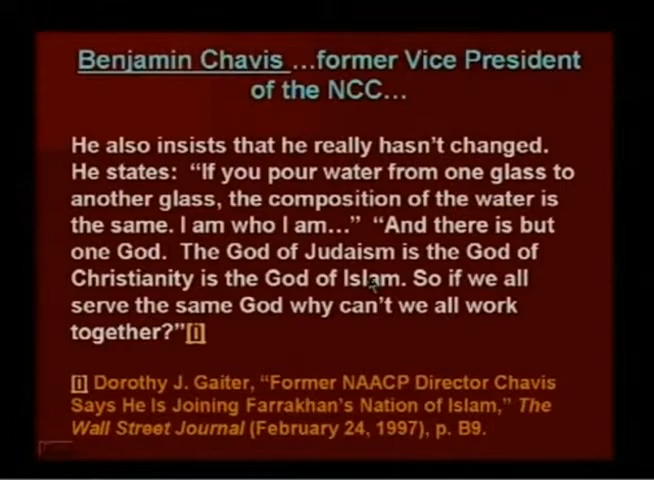 Benjamin Chavis …former Vice President
of the NCC…
He also insists that he really hasn’t changed.
He states: “If you pour water from one glass to
another glass, the composition of the water is
the same. I am who I am…” “And there is but
one God. The God of Judaism is the God of
Christianity is the God of Islam. So if we all
serve the same God why can’t we all work
together?”[i]
[i] Dorothy J. Gaiter, “Former NAACP Director Chavis
Says He Is Joining Farrakhan’s Nation of Islam,” The
Wall Street Journal (February 24, 1997), p. B9.